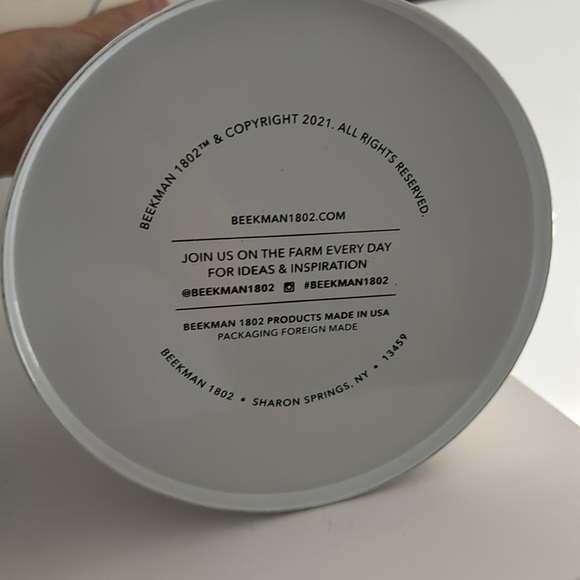 BEEKMAN 1802™ & COPYRIGHT 2021. ALL RIGHTS RESERVED.
BEEKMAN1802.COM
JOIN US ON THE FARM EVERY DAY
FOR IDEAS & INSPIRATION
@BEEKMAN1802 #BEEKMAN1802
BEEKMAN 1802 PRODUCTS MADE IN USA
PACKAGING FOREIGN MADE
BEEKMAN 1802 • SHARON SPRINGS, NY • 13459